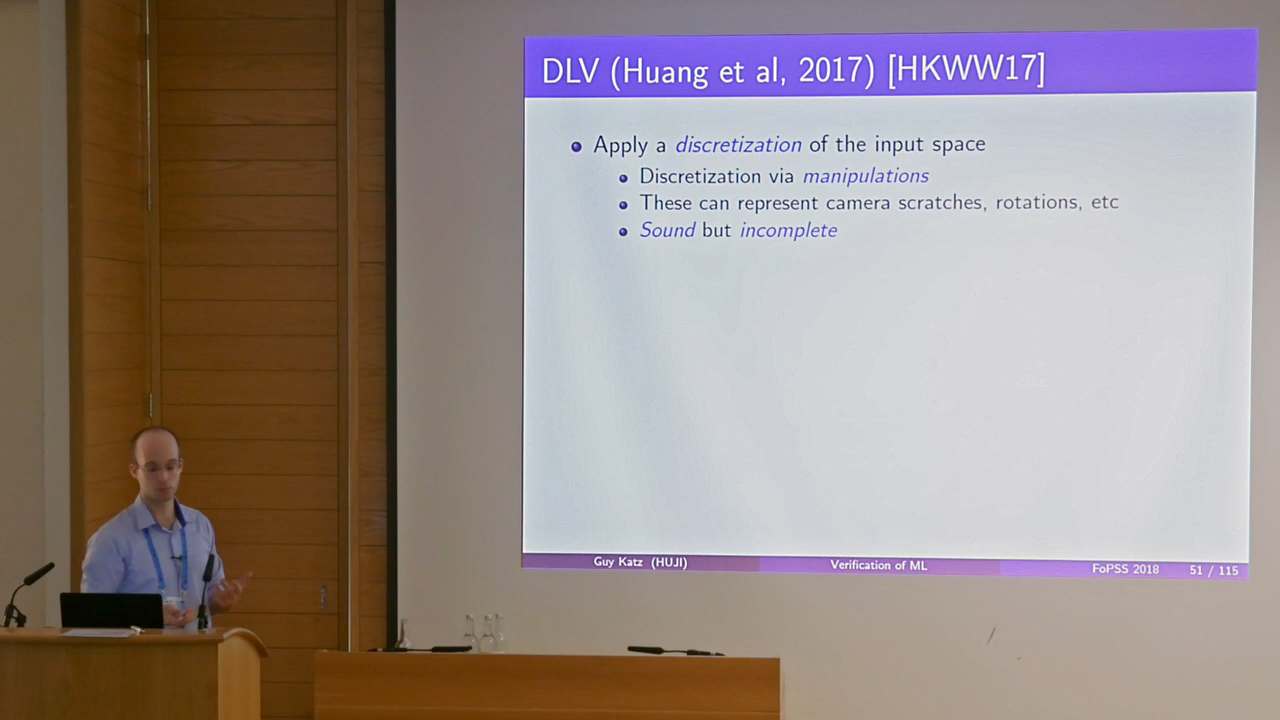 DLV (Huang et al, 2017) [HKWW17]
Apply a discretization of the input space
Discretization via manipulations
These can represent camera scratches, rotations, etc
Sound but incomplete
Guy Katz (HUJI) Verification of ML FoPSS 2018 51 / 115